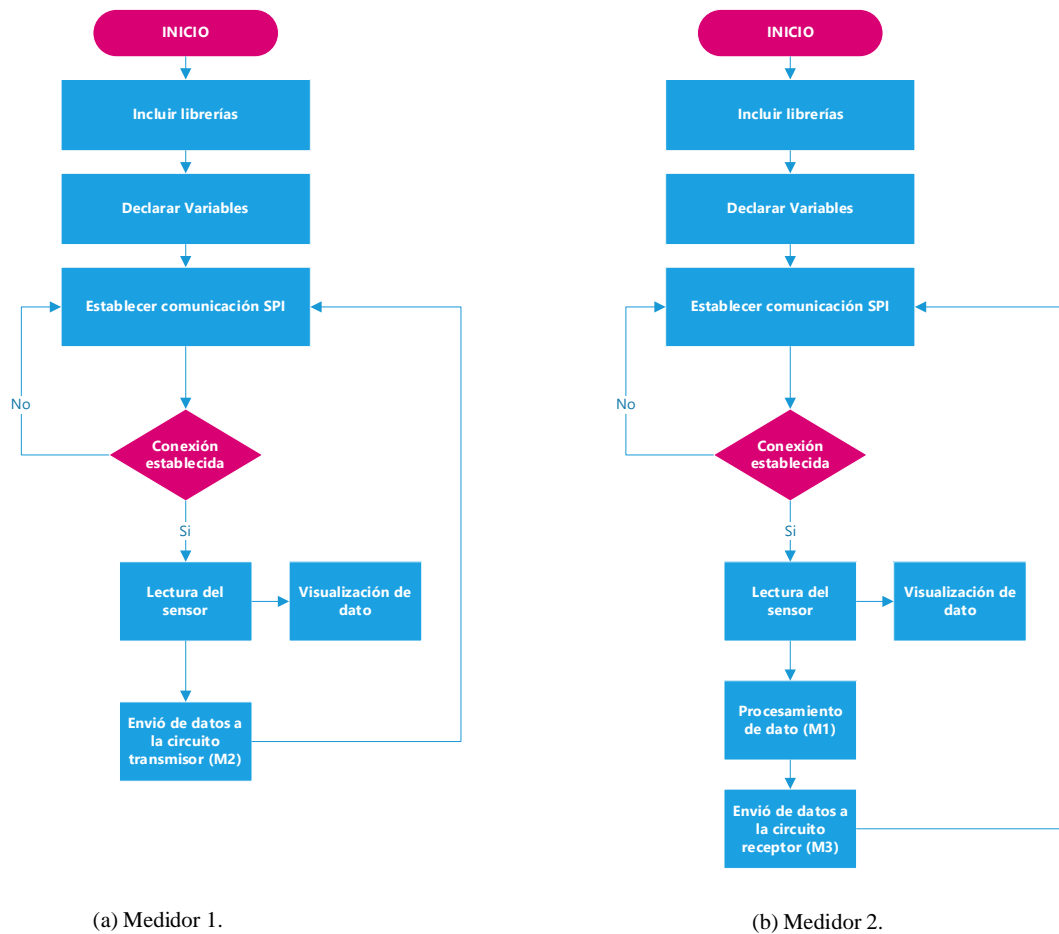 INICIO
Incluir librerías
Declarar Variables
Establecer comunicación SPI
No
Conexión
establecida
Si
Lectura del
sensor
Visualización de
dato
Envió de datos a
la circuito
transmisor (M2)
(a) Medidor 1.
INICIO
Incluir librerías
Declarar Variables
Establecer comunicación SPI
No
Conexión
establecida
Si
Lectura del
sensor
Visualización de
dato
Procesamiento
de dato (M1)
Envió de datos a
la circuito
receptor (M3)
(b) Medidor 2.